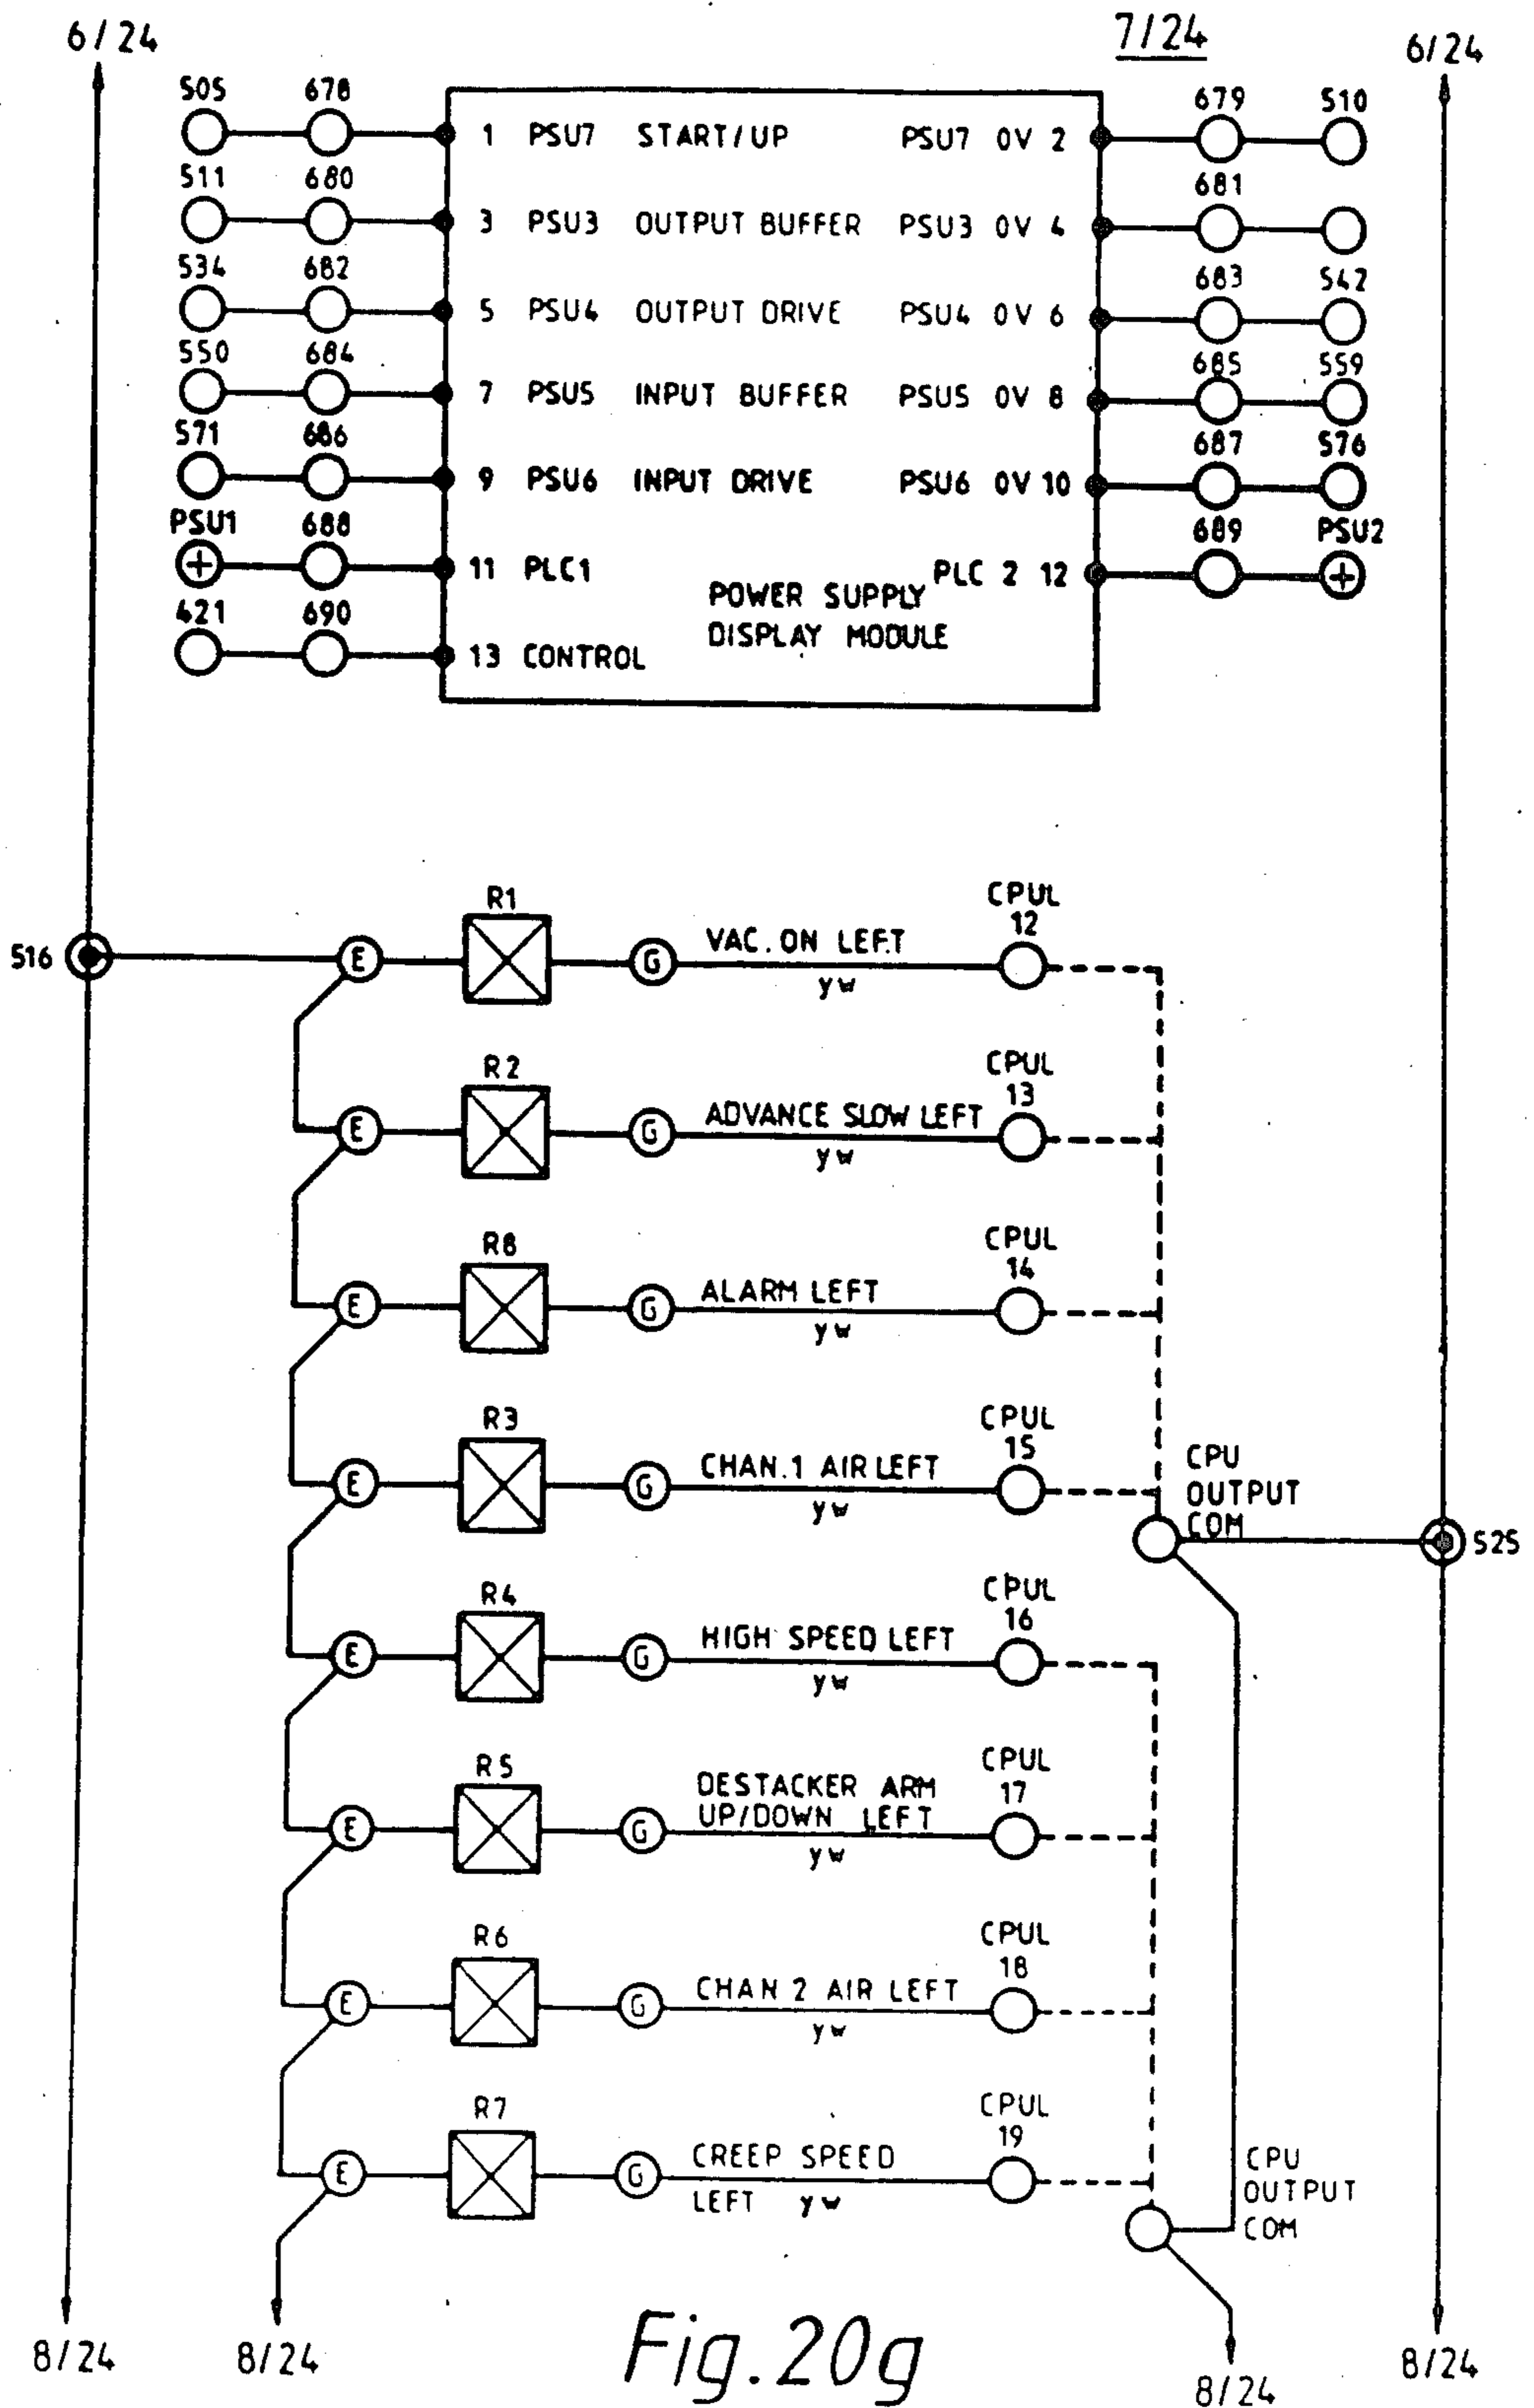 6/24
7/24
6/24
505 678 679 510
1 PSU7 START/UP PSU7 0V 2
511 680 681
3 PSU3 OUTPUT BUFFER PSU3 0V 4
534 682 683 542
5 PSU4 OUTPUT DRIVE PSU4 0V 6
550 684 685 559
7 PSU5 INPUT BUFFER PSU5 0V 8
571 686 687 576
9 PSU6 INPUT DRIVE PSU6 0V 10
PSU1 688 689 PSU2
+ 11 PLC1 PLC 2 12 +
POWER SUPPLY
DISPLAY MODULE
421 690
13 CONTROL
R1 CPUL
12
516 E G VAC. ON LEFT
yw
R2 CPUL
13
E G ADVANCE SLOW LEFT
yw
R8 CPUL
14
E G ALARM LEFT
yw
R3 CPUL
15
E G CHAN.1 AIR LEFT
yw
CPU
OUTPUT
COM
525
R4 CPUL
16
E G HIGH SPEED LEFT
yw
R5 CPUL
17
E G DESTACKER ARM
UP/DOWN LEFT
yw
R6 CPUL
18
E G CHAN 2 AIR LEFT
yw
R7 CPUL
19
E G CREEP SPEED
LEFT yw
CPU
OUTPUT
COM
8/24
8/24
8/24
8/24
Fig. 20g